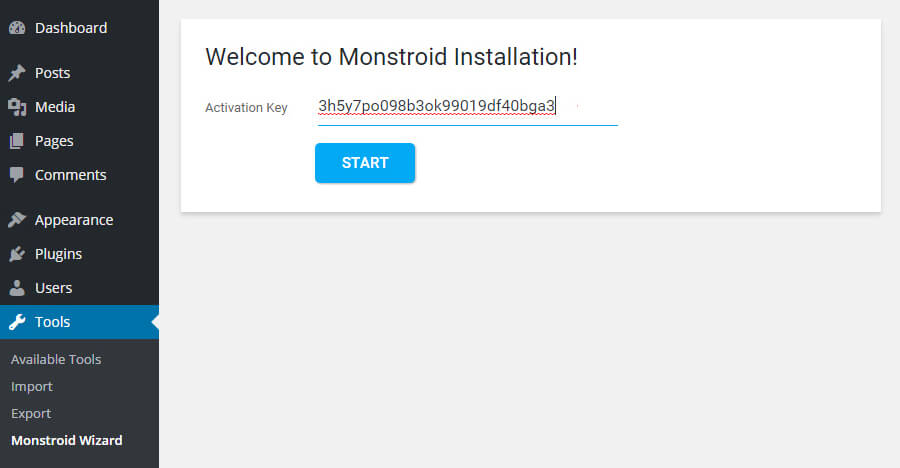 Dashboard
Posts
Media
Pages
Comments
Appearance
Plugins
Users
Tools
Available Tools
Import
Export
Monstroid Wizard
Welcome to Monstroid Installation!
Activation Key 3h5y7po098b3ok99019df40bga3
START